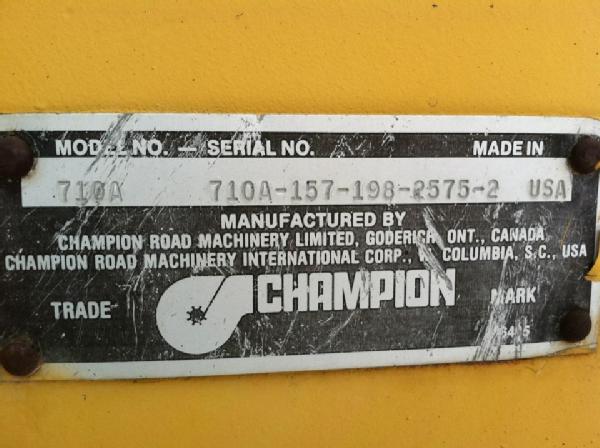 MODEL NO. — SERIAL NO. MADE IN
710A 710A-157-198-2575-2 USA
MANUFACTURED BY
CHAMPION ROAD MACHINERY LIMITED, GODERICH, ONT., CANADA
CHAMPION ROAD MACHINERY INTERNATIONAL CORP., COLUMBIA, S.C., USA
TRADE CHAMPION MARK